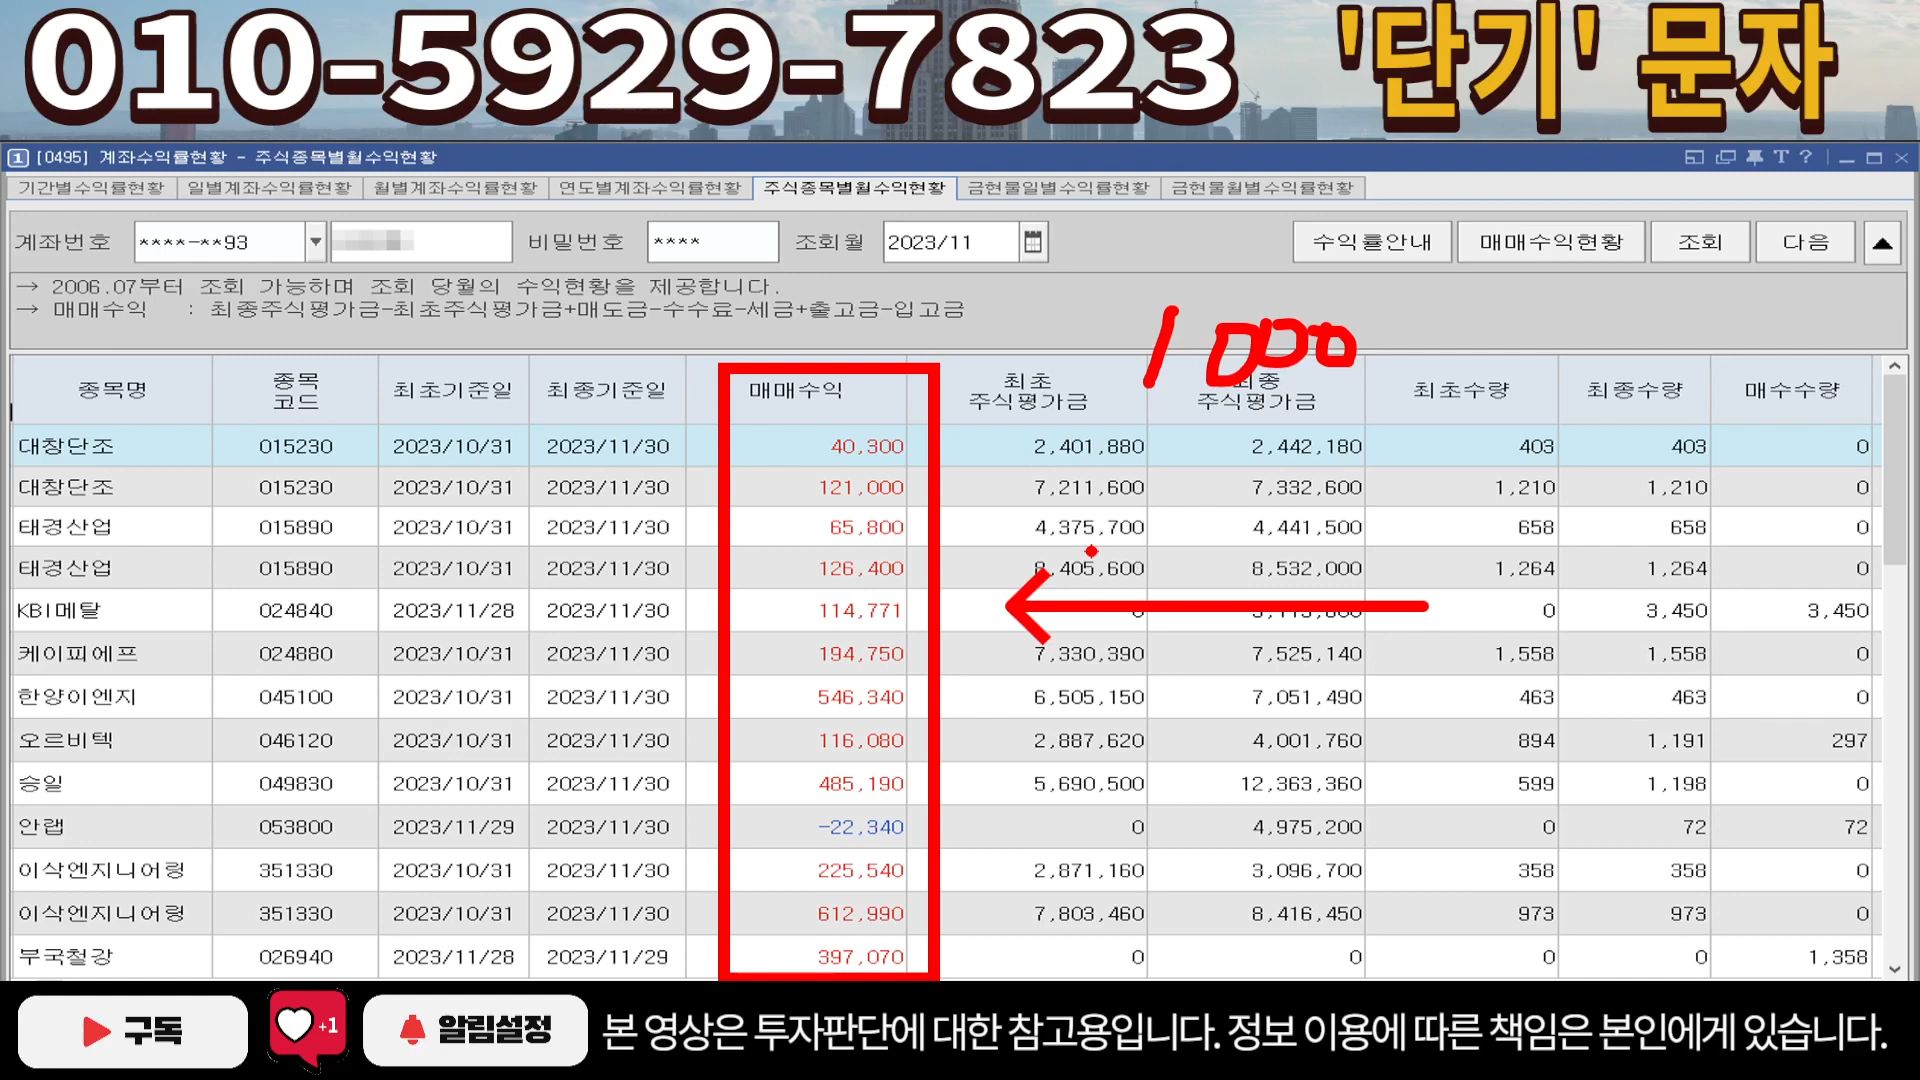 010-5929-7823 '단기' 문자
1 [0495] 계좌수익률현황 - 주식종목별월수익현황
기간별수익률현황 일별계좌수익률현황 월별계좌수익률현황 연도별계좌수익률현황 주식종목별월수익현황 금현물일별수익률현황 금현물월별수익률현황
계좌번호 ****-**93 비밀번호 **** 조회월 2023/11 수익률안내 매매수익현황 조회 다음
→ 2006.07부터 조회 가능하며 조회 당월의 수익현황을 제공합니다.
→ 매매수익 : 최종주식평가금-최초주식평가금+매도금-수수료-세금+출고금-입고금
1000
종목명 종목코드 최초기준일 최종기준일 매매수익 최초주식평가금 최종주식평가금 최초수량 최종수량 매수수량
대창단조 015230 2023/10/31 2023/11/30 40,300 2,401,880 2,442,180 403 403 0
대창단조 015230 2023/10/31 2023/11/30 121,000 7,211,600 7,332,600 1,210 1,210 0
태경산업 015890 2023/10/31 2023/11/30 65,800 4,375,700 4,441,500 658 658 0
태경산업 015890 2023/10/31 2023/11/30 126,400 8,405,600 8,532,000 1,264 1,264 0
KBI메탈 024840 2023/11/28 2023/11/30 114,771 0 0 3,450 3,450
케이피에프 024880 2023/10/31 2023/11/30 194,750 7,330,390 7,525,140 1,558 1,558 0
한양이엔지 045100 2023/10/31 2023/11/30 546,340 6,505,150 7,051,490 463 463 0
오르비텍 046120 2023/10/31 2023/11/30 116,080 2,887,620 4,001,760 894 1,191 297
승일 049830 2023/10/31 2023/11/30 485,190 5,690,500 12,363,360 599 1,198 0
안랩 053800 2023/11/29 2023/11/30 -22,340 0 4,975,200 0 72 72
이삭엔지니어링 351330 2023/10/31 2023/11/30 225,540 2,871,160 3,096,700 358 358 0
이삭엔지니어링 351330 2023/10/31 2023/11/30 612,990 7,803,460 8,416,450 973 973 0
부국철강 026940 2023/11/28 2023/11/29 397,070 0 0 0 0 1,358
구독 +1 알림설정 본 영상은 투자판단에 대한 참고용입니다. 정보 이용에 따른 책임은 본인에게 있습니다.